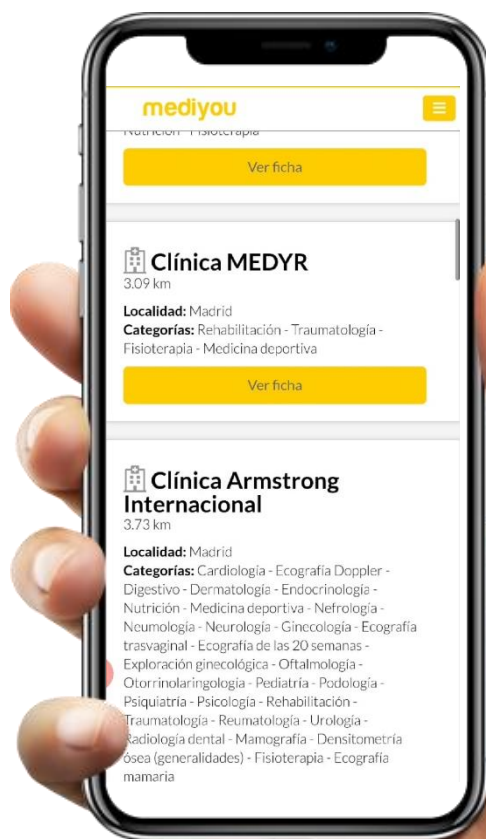 mediyou
Nutrición - Fisioterapia
Ver ficha
Clínica MEDYR
3.09 km
Localidad: Madrid
Categorías: Rehabilitación - Traumatología -
Fisioterapia - Medicina deportiva
Ver ficha
Clínica Armstrong
Internacional
3.73 km
Localidad: Madrid
Categorías: Cardiología - Ecografía Doppler -
Digestivo - Dermatología - Endocrinología -
Nutrición - Medicina deportiva - Nefrología -
Neumología - Neurología - Ginecología - Ecografía
trasvaginal - Ecografía de las 20 semanas -
Exploración ginecológica - Oftalmología -
Otorrinolaringología - Pediatría - Podología -
Psiquiatría - Psicología - Rehabilitación -
Traumatología - Reumatología - Urología -
Radiología dental - Mamografía - Densitometría
ósea (generalidades) - Fisioterapia - Ecografía
mamaria